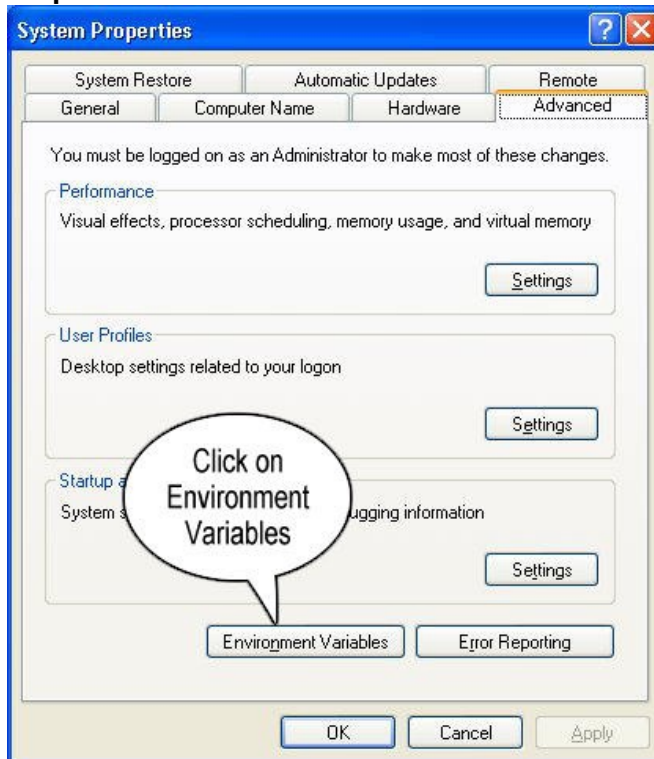 System Properties
System Restore Automatic Updates Remote
General Computer Name Hardware Advanced
You must be logged on as an Administrator to make most of these changes.
Performance
Visual effects, processor scheduling, memory usage, and virtual memory
Settings
User Profiles
Desktop settings related to your logon
Settings
Click on
Environment
Variables
Startup a
System s ugging information
Settings
Environment Variables Error Reporting
OK Cancel Apply